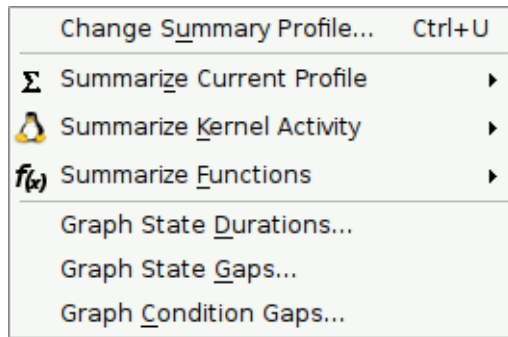 Change Summary Profile... Ctrl+U
Σ Summarize Current Profile
Summarize Kernel Activity
f(x) Summarize Functions
Graph State Durations...
Graph State Gaps...
Graph Condition Gaps...